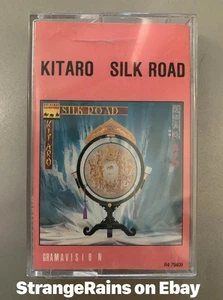 KITARO SILK ROAD
SILK ROAD
KITARO
GRAMAVISION
StrangeRains on Ebay